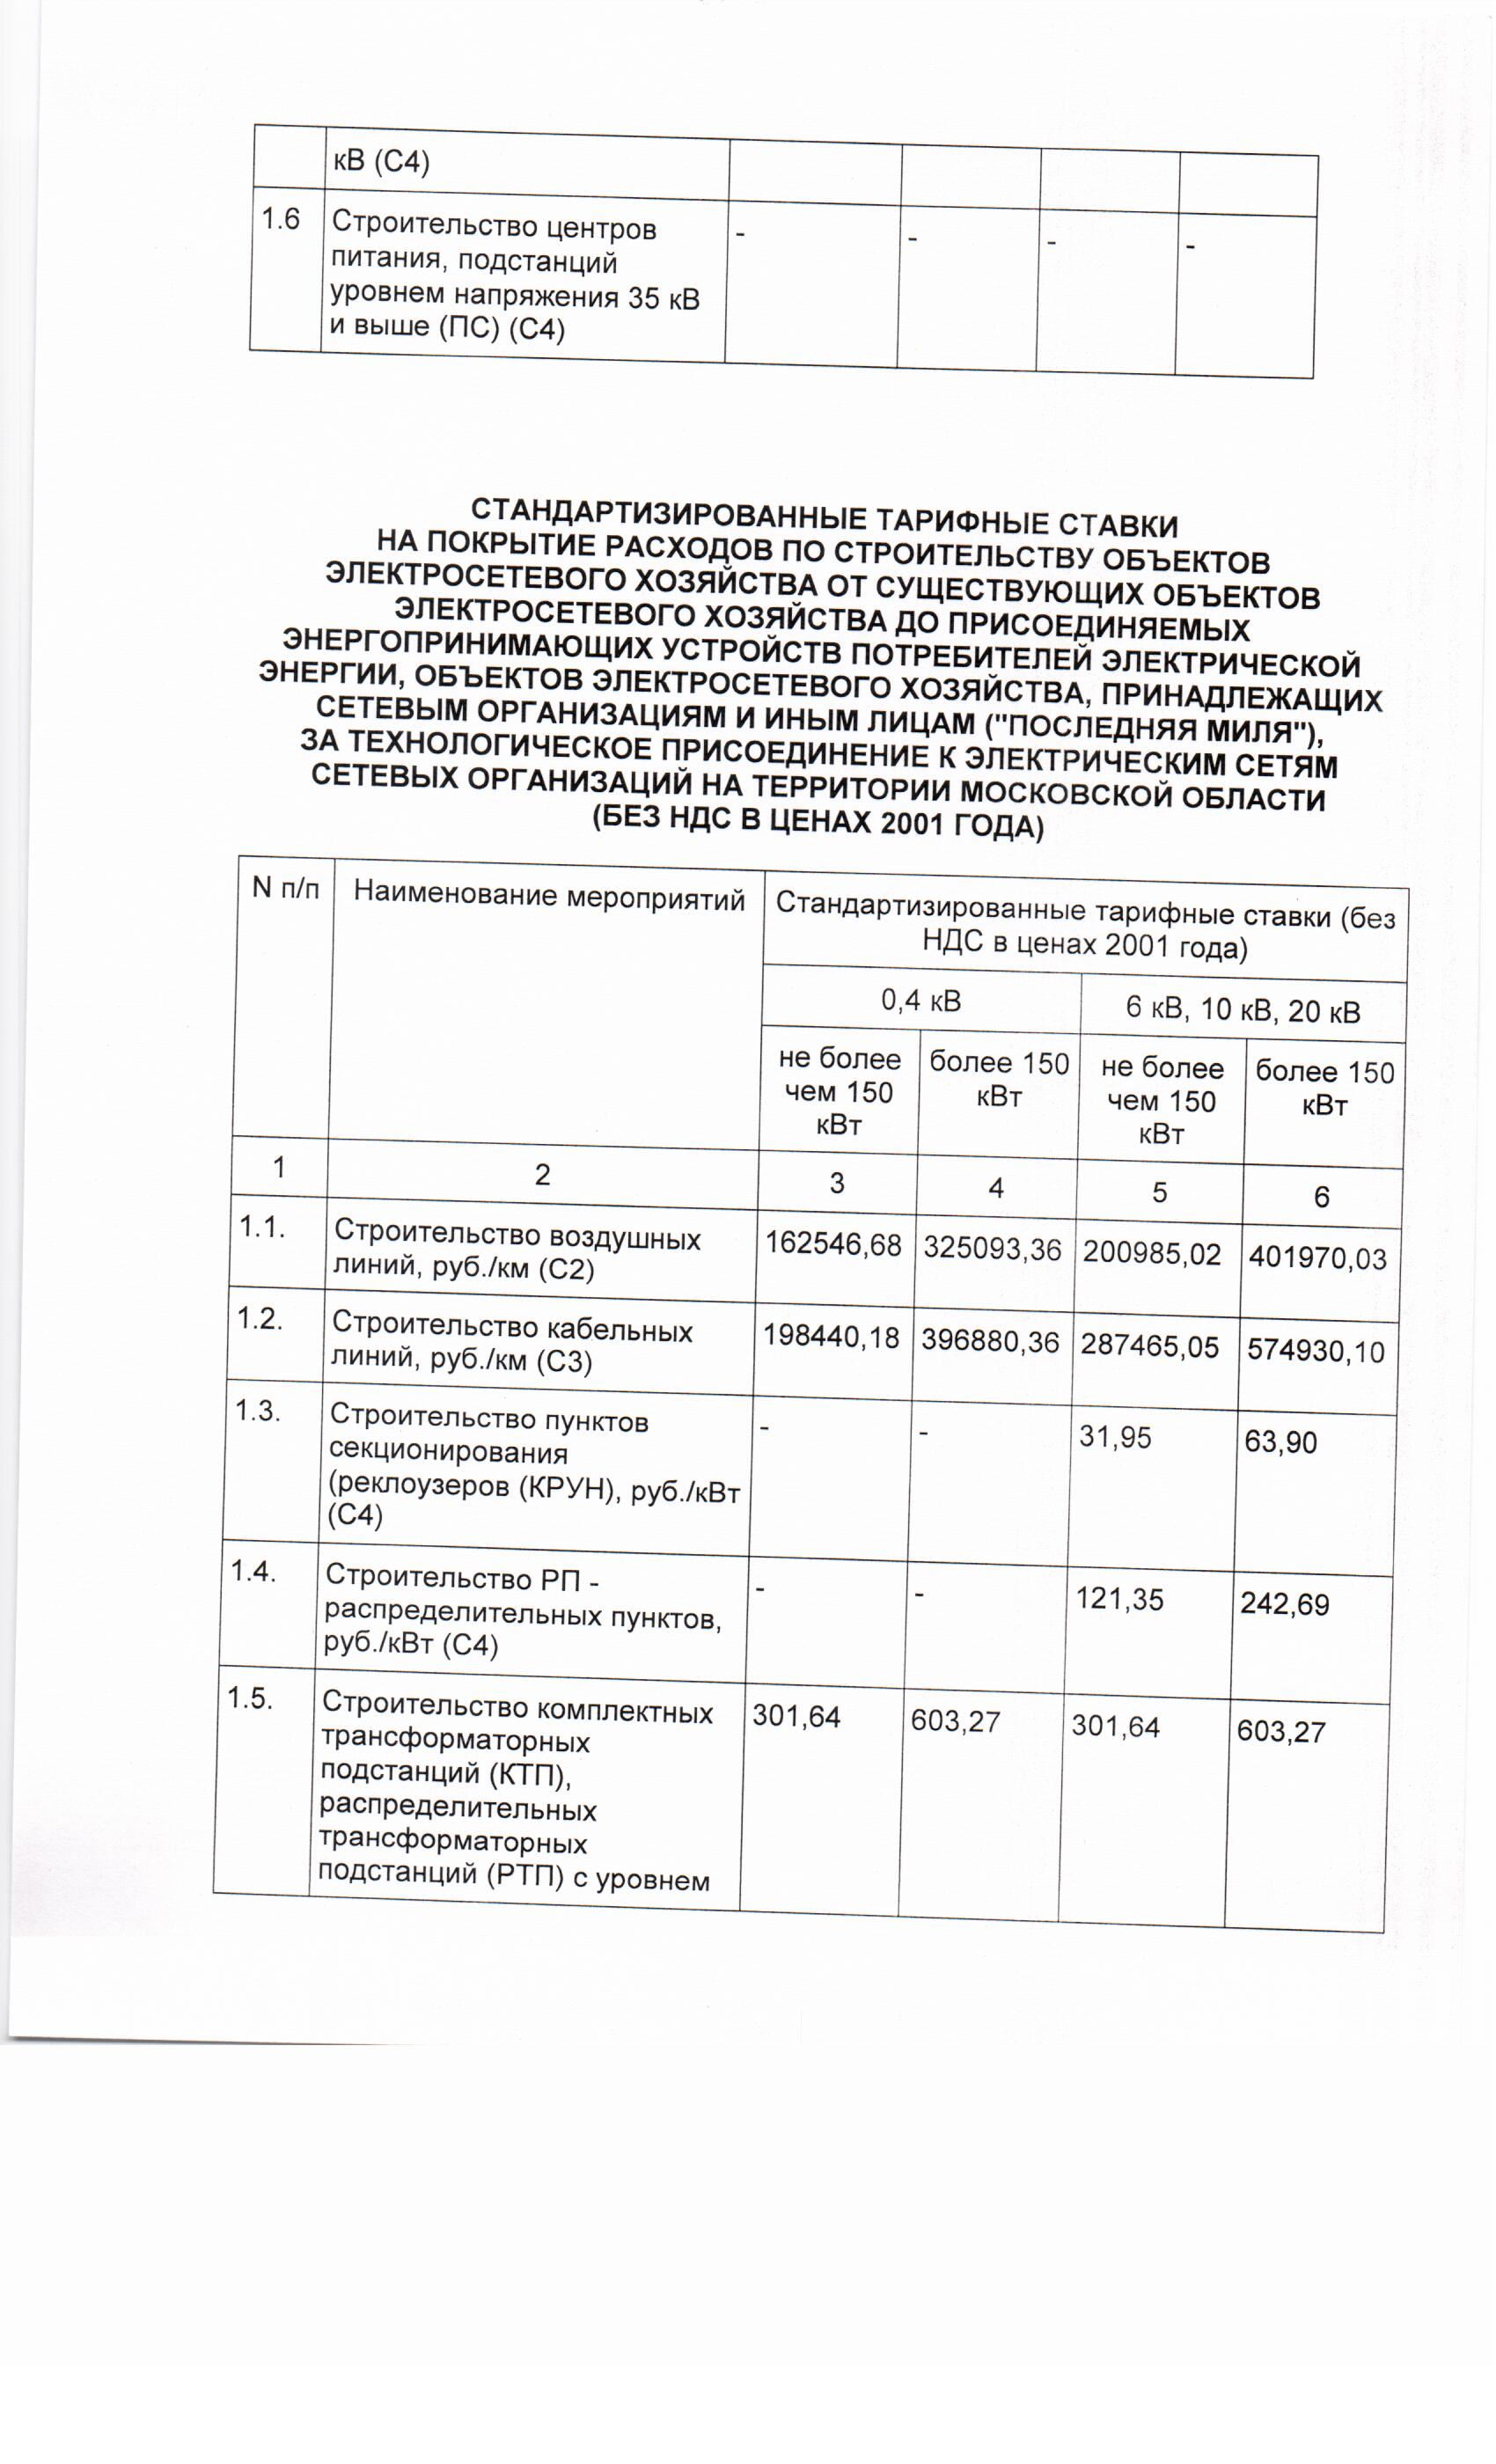 кВ (С4)
1.6 Строительство центров - - - -
питания, подстанций
уровнем напряжения 35 кВ
и выше (ПС) (С4)
СТАНДАРТИЗИРОВАННЫЕ ТАРИФНЫЕ СТАВКИ
НА ПОКРЫТИЕ РАСХОДОВ ПО СТРОИТЕЛЬСТВУ ОБЪЕКТОВ
ЭЛЕКТРОСЕТЕВОГО ХОЗЯЙСТВА ОТ СУЩЕСТВУЮЩИХ ОБЪЕКТОВ
ЭЛЕКТРОСЕТЕВОГО ХОЗЯЙСТВА ДО ПРИСОЕДИНЯЕМЫХ
ЭНЕРГОПРИНИМАЮЩИХ УСТРОЙСТВ ПОТРЕБИТЕЛЕЙ ЭЛЕКТРИЧЕСКОЙ
ЭНЕРГИИ, ОБЪЕКТОВ ЭЛЕКТРОСЕТЕВОГО ХОЗЯЙСТВА, ПРИНАДЛЕЖАЩИХ
СЕТЕВЫМ ОРГАНИЗАЦИЯМ И ИНЫМ ЛИЦАМ ("ПОСЛЕДНЯЯ МИЛЯ"),
ЗА ТЕХНОЛОГИЧЕСКОЕ ПРИСОЕДИНЕНИЕ К ЭЛЕКТРИЧЕСКИМ СЕТЯМ
СЕТЕВЫХ ОРГАНИЗАЦИЙ НА ТЕРРИТОРИИ МОСКОВСКОЙ ОБЛАСТИ
(БЕЗ НДС В ЦЕНАХ 2001 ГОДА)
N п/п Наименование мероприятий Стандартизированные тарифные ставки (без
НДС в ценах 2001 года)
0,4 кВ 6 кВ, 10 кВ, 20 кВ
не более более 150 не более более 150
чем 150 кВт чем 150 кВт
кВт кВт
1 2 3 4 5 6
1.1. Строительство воздушных 162546,68 325093,36 200985,02 401970,03
линий, руб./км (С2)
1.2. Строительство кабельных 198440,18 396880,36 287465,05 574930,10
линий, руб./км (С3)
1.3. Строительство пунктов - - 31,95 63,90
секционирования
(реклоузеров (КРУН), руб./кВт
(С4)
1.4. Строительство РП - - - 121,35 242,69
распределительных пунктов,
руб./кВт (С4)
1.5. Строительство комплектных 301,64 603,27 301,64 603,27
трансформаторных
подстанций (КТП),
распределительных
трансформаторных
подстанций (РТП) с уровнем